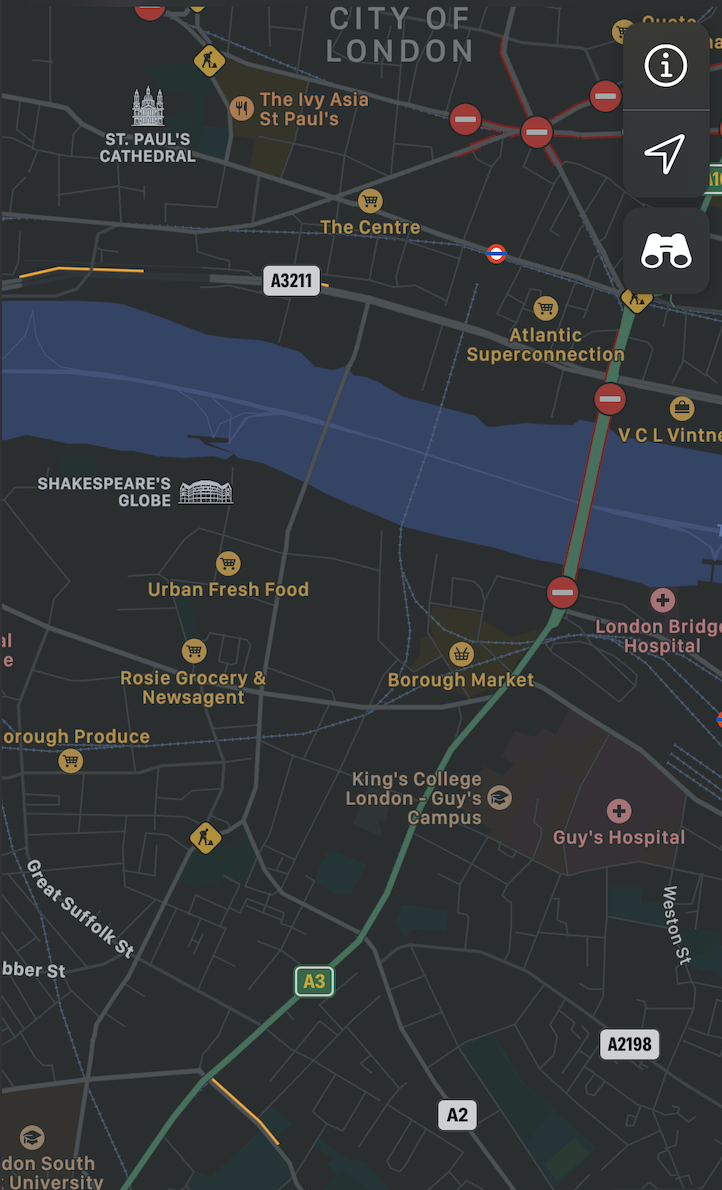 CITY OF
LONDON
The Ivy Asia
St Paul's
ST. PAUL'S
CATHEDRAL
The Centre
A3211
Atlantic
Superconnection
V C L Vintne
SHAKESPEARE'S
GLOBE
Urban Fresh Food
London Bridge
Hospital
Rosie Grocery &
Newsagent
Borough Market
orough Produce
King's College
London - Guy's
Campus
Guy's Hospital
Great Suffolk St
Weston St
bber St
A3
A2198
A2
don South
University